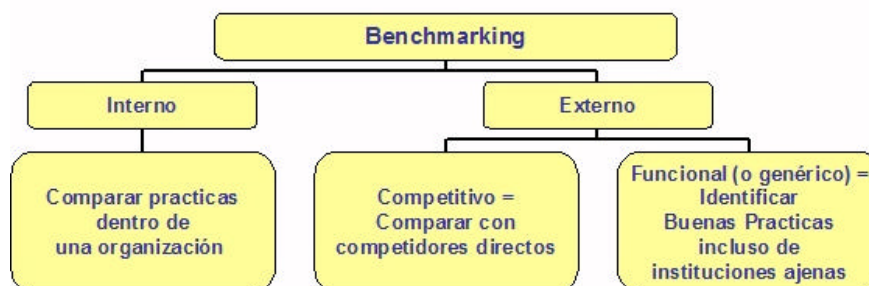 Benchmarking
Interno
Externo
Comparar practicas
dentro de
una organización
Competitivo =
Comparar con
competidores directos
Funcional (o genérico) =
Identificar
Buenas Practicas
incluso de
instituciones ajenas